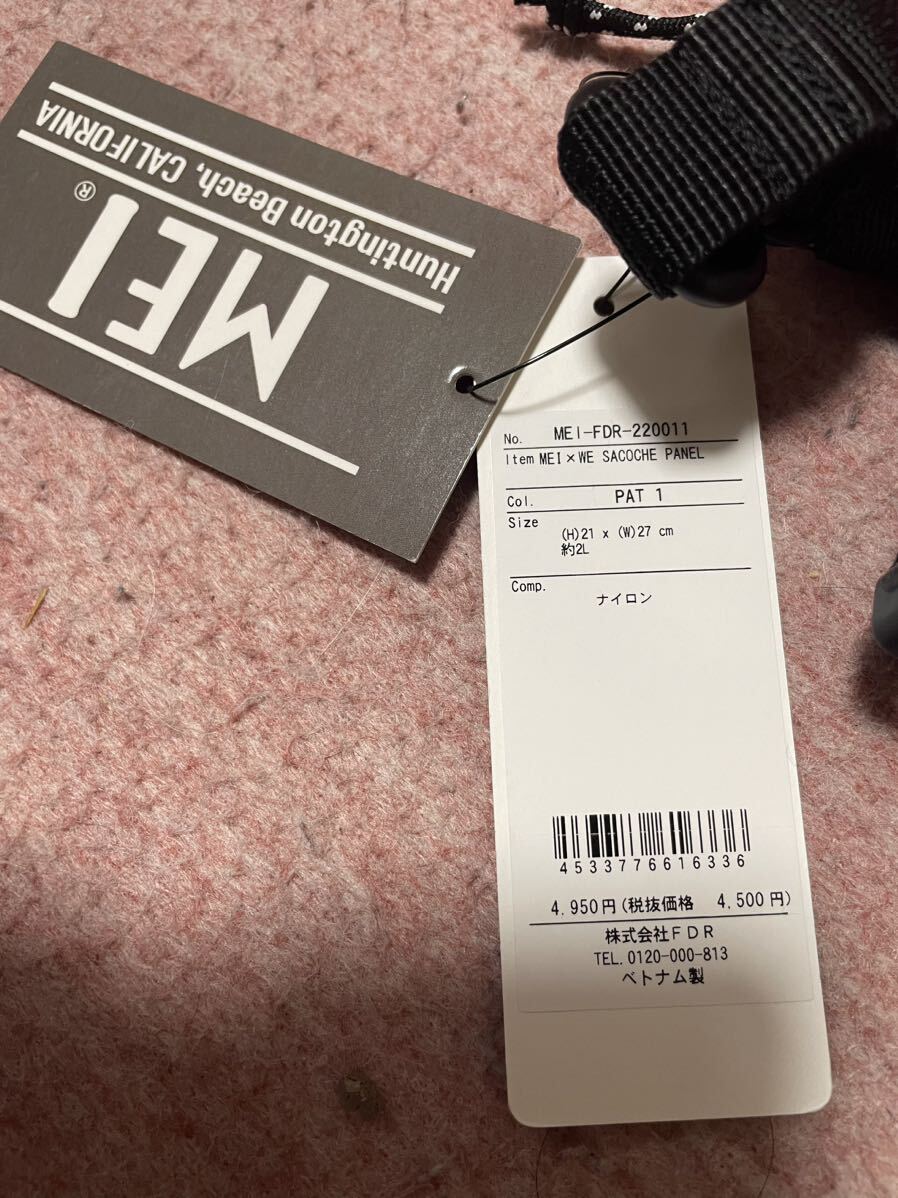 MEI®
Huntington Beach, CALIFORNIA
No. MEI-FDR-220011
Item MEI×WE SACOCHE PANEL
Col. PAT 1
Size (H)21 x (W)27 cm
約2L
Comp. ナイロン
4533776616336
4,950円(税抜価格 4,500円)
株式会社FDR
TEL.0120-000-813
ベトナム製